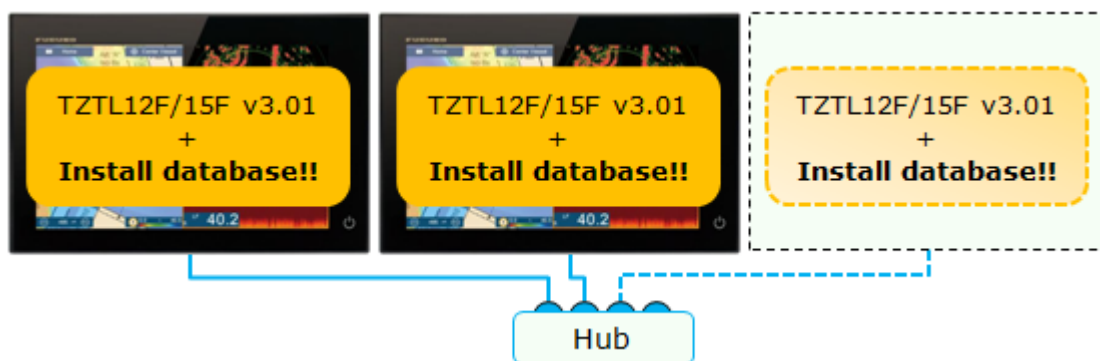 TZTL12F/15F v3.01
+
Install database!!
TZTL12F/15F v3.01
+
Install database!!
TZTL12F/15F v3.01
+
Install database!!
40.2
40.2
Hub